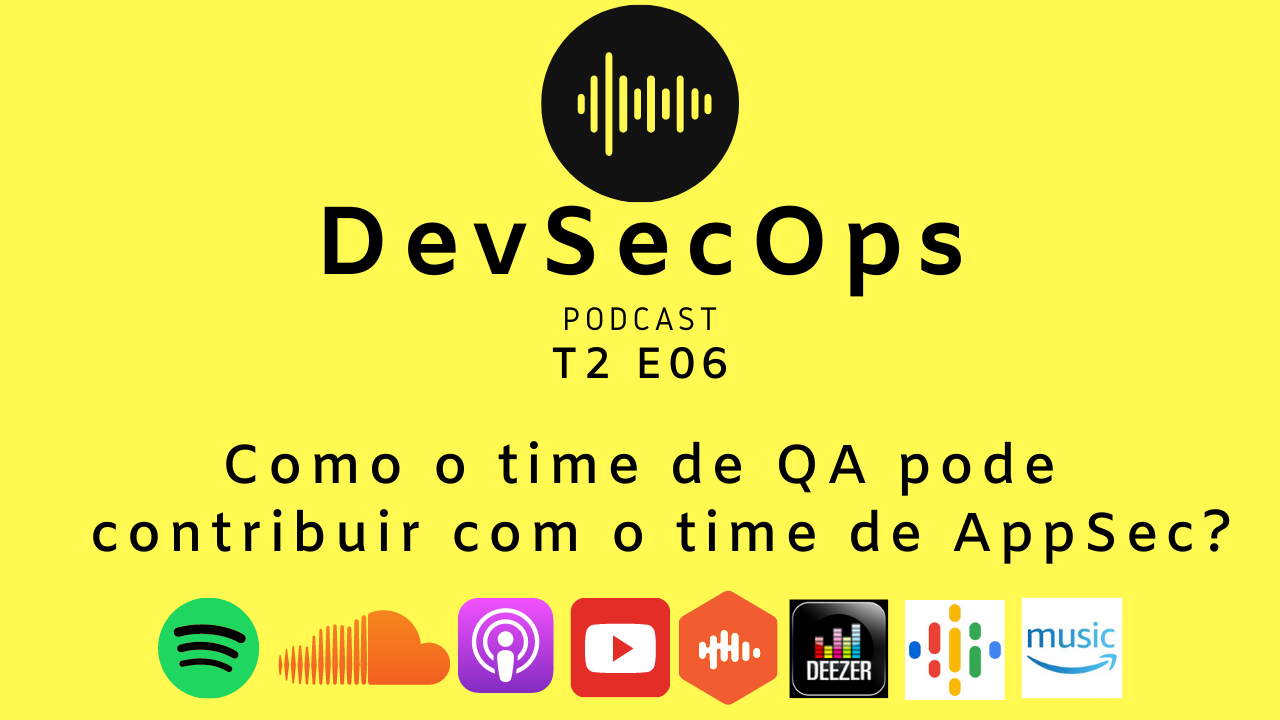 DevSecOps
PODCAST
T2 E06
Como o time de QA pode
contribuir com o time de AppSec?
DEEZER
music